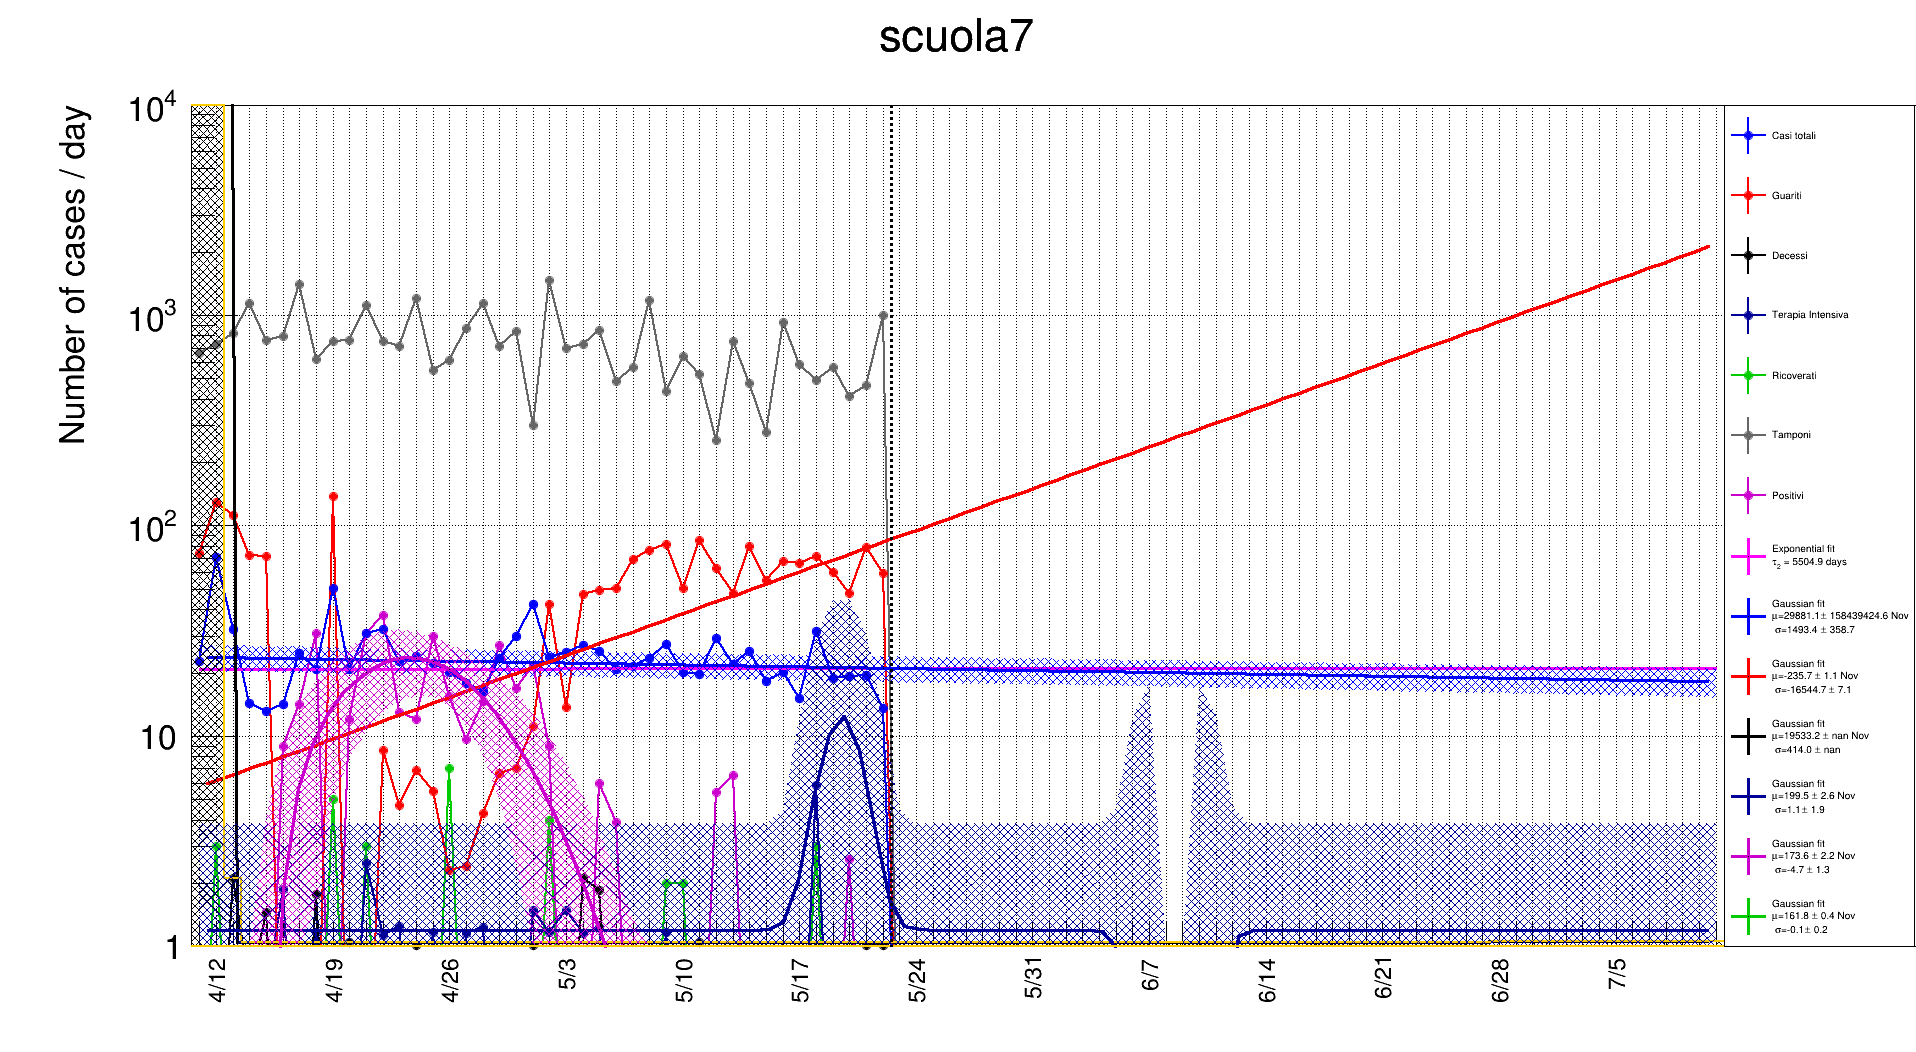 scuola7
Number of cases / day
10^4
10^3
10^2
10
1
4/12
4/19
4/26
5/3
5/10
5/17
5/24
5/31
6/7
6/14
6/21
6/28
7/5
Casi totali
Guariti
Decessi
Terapia Intensiva
Ricoverati
Tamponi
Positivi
Exponential fit
τ₂ = 5504.9 days
Gaussian fit
μ=29881.1± 158439424.6 Nov
σ=1493.4 ± 358.7
Gaussian fit
μ=-235.7 ± 1.1 Nov
σ=-16544.7± 7.1
Gaussian fit
μ=19533.2 ± nan Nov
σ=414.0 ± nan
Gaussian fit
μ=199.5 ± 2.6 Nov
σ=1.1± 1.9
Gaussian fit
μ=173.6 ± 2.2 Nov
σ=-4.7 ± 1.3
Gaussian fit
μ=161.8 ± 0.4 Nov
σ=-0.1± 0.2